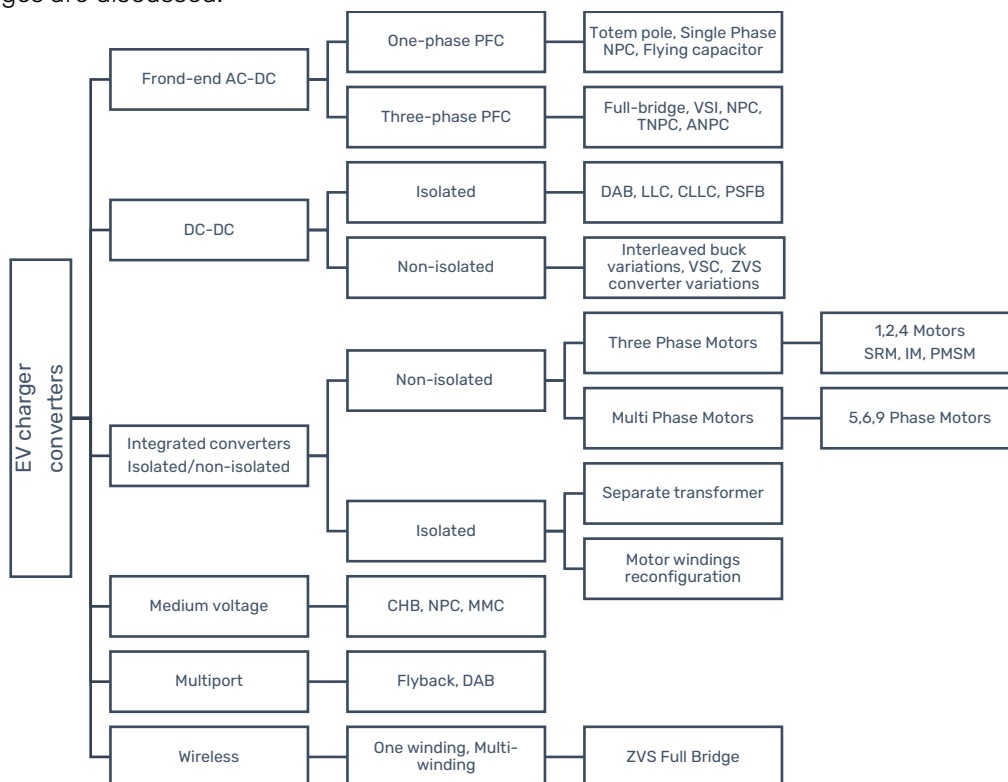 ges are discussed.
EV charger
converters
Frond-end AC-DC
One-phase PFC
Totem pole, Single Phase
NPC, Flying capacitor
Three-phase PFC
Full-bridge, VSI, NPC,
TNPC, ANPC
DC-DC
Isolated
DAB, LLC, CLLC, PSFB
Non-isolated
Interleaved buck
variations, VSC, ZVS
converter variations
Integrated converters
Isolated/non-isolated
Non-isolated
Three Phase Motors
1,2,4 Motors
SRM, IM, PMSM
Multi Phase Motors
5,6,9 Phase Motors
Isolated
Separate transformer
Motor windings
reconfiguration
Medium voltage
CHB, NPC, MMC
Multiport
Flyback, DAB
Wireless
One winding, Multi-
winding
ZVS Full Bridge